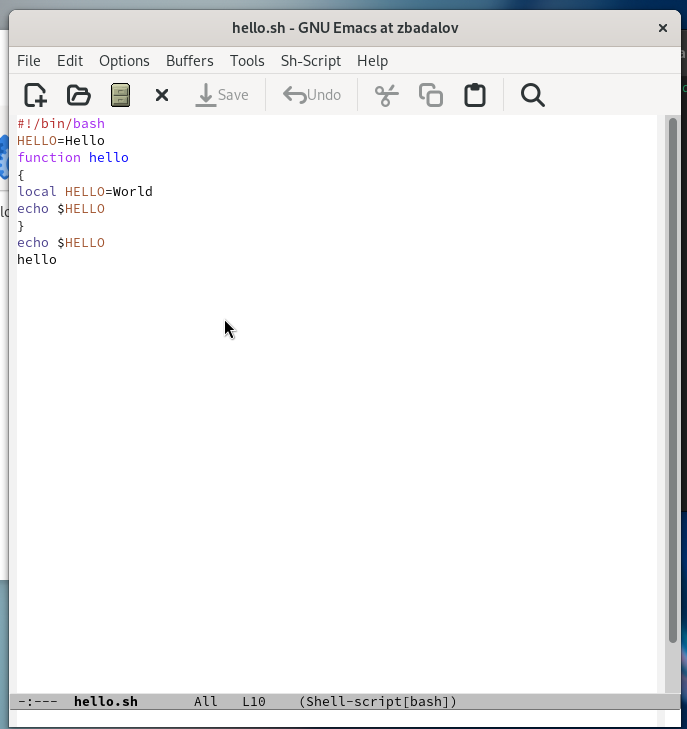 hello.sh - GNU Emacs at zbadalov
File Edit Options Buffers Tools Sh-Script Help
Save Undo
#!/bin/bash
HELLO=Hello
function hello
{
local HELLO=World
echo $HELLO
}
echo $HELLO
hello
-:--- hello.sh All L10 (Shell-script[bash])